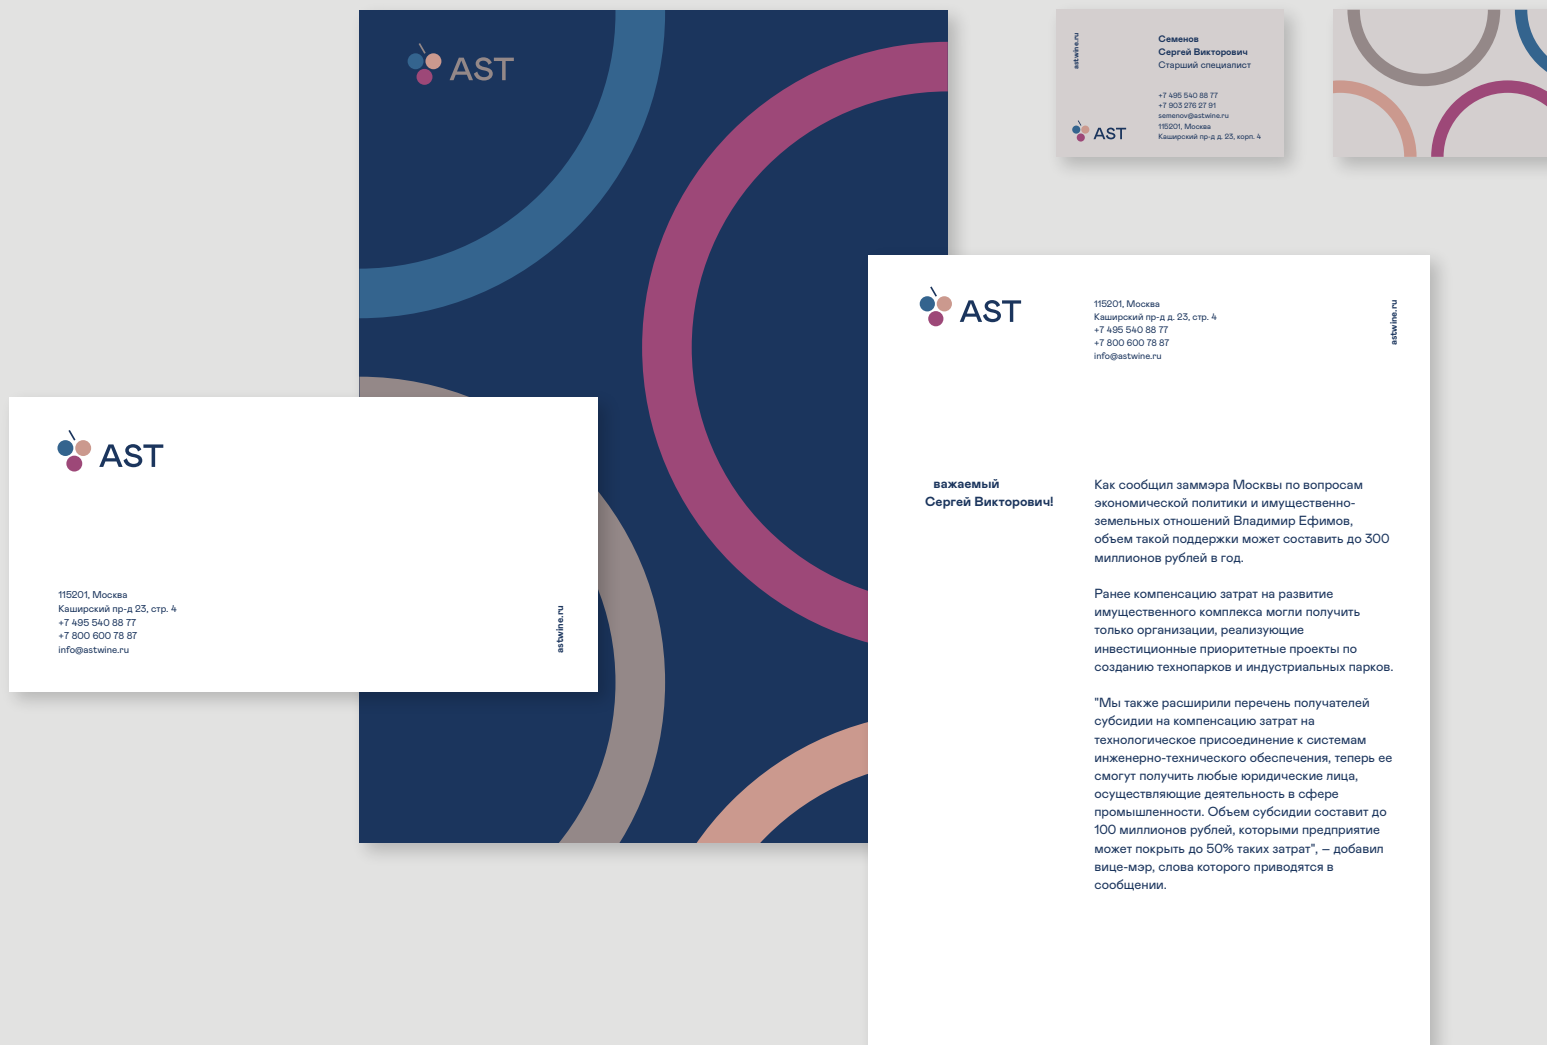 AST
astwine.ru
Семенов
Сергей Викторович
Старший специалист
+7 495 540 88 77
+7 903 276 27 91
semenov@astwine.ru
115201, Москва
Каширский пр-д д. 23, корп. 4
AST
AST
115201, Москва
Каширский пр-д д. 23, стр. 4
+7 495 540 88 77
+7 800 600 78 87
info@astwine.ru
astwine.ru
важаемый
Сергей Викторович!
Как сообщил заммэра Москвы по вопросам
экономической политики и имущественно-
земельных отношений Владимир Ефимов,
объем такой поддержки может составить до 300
миллионов рублей в год.
Ранее компенсацию затрат на развитие
имущественного комплекса могли получить
только организации, реализующие
инвестиционные приоритетные проекты по
созданию технопарков и индустриальных парков.
"Мы также расширили перечень получателей
субсидии на компенсацию затрат на
технологическое присоединение к системам
инженерно-технического обеспечения, теперь ее
смогут получить любые юридические лица,
осуществляющие деятельность в сфере
промышленности. Объем субсидии составит до
100 миллионов рублей, которыми предприятие
может покрыть до 50% таких затрат", – добавил
вице-мэр, слова которого приводятся в
сообщении.
AST
115201, Москва
Каширский пр-д 23, стр. 4
+7 495 540 88 77
+7 800 600 78 87
info@astwine.ru
astwine.ru